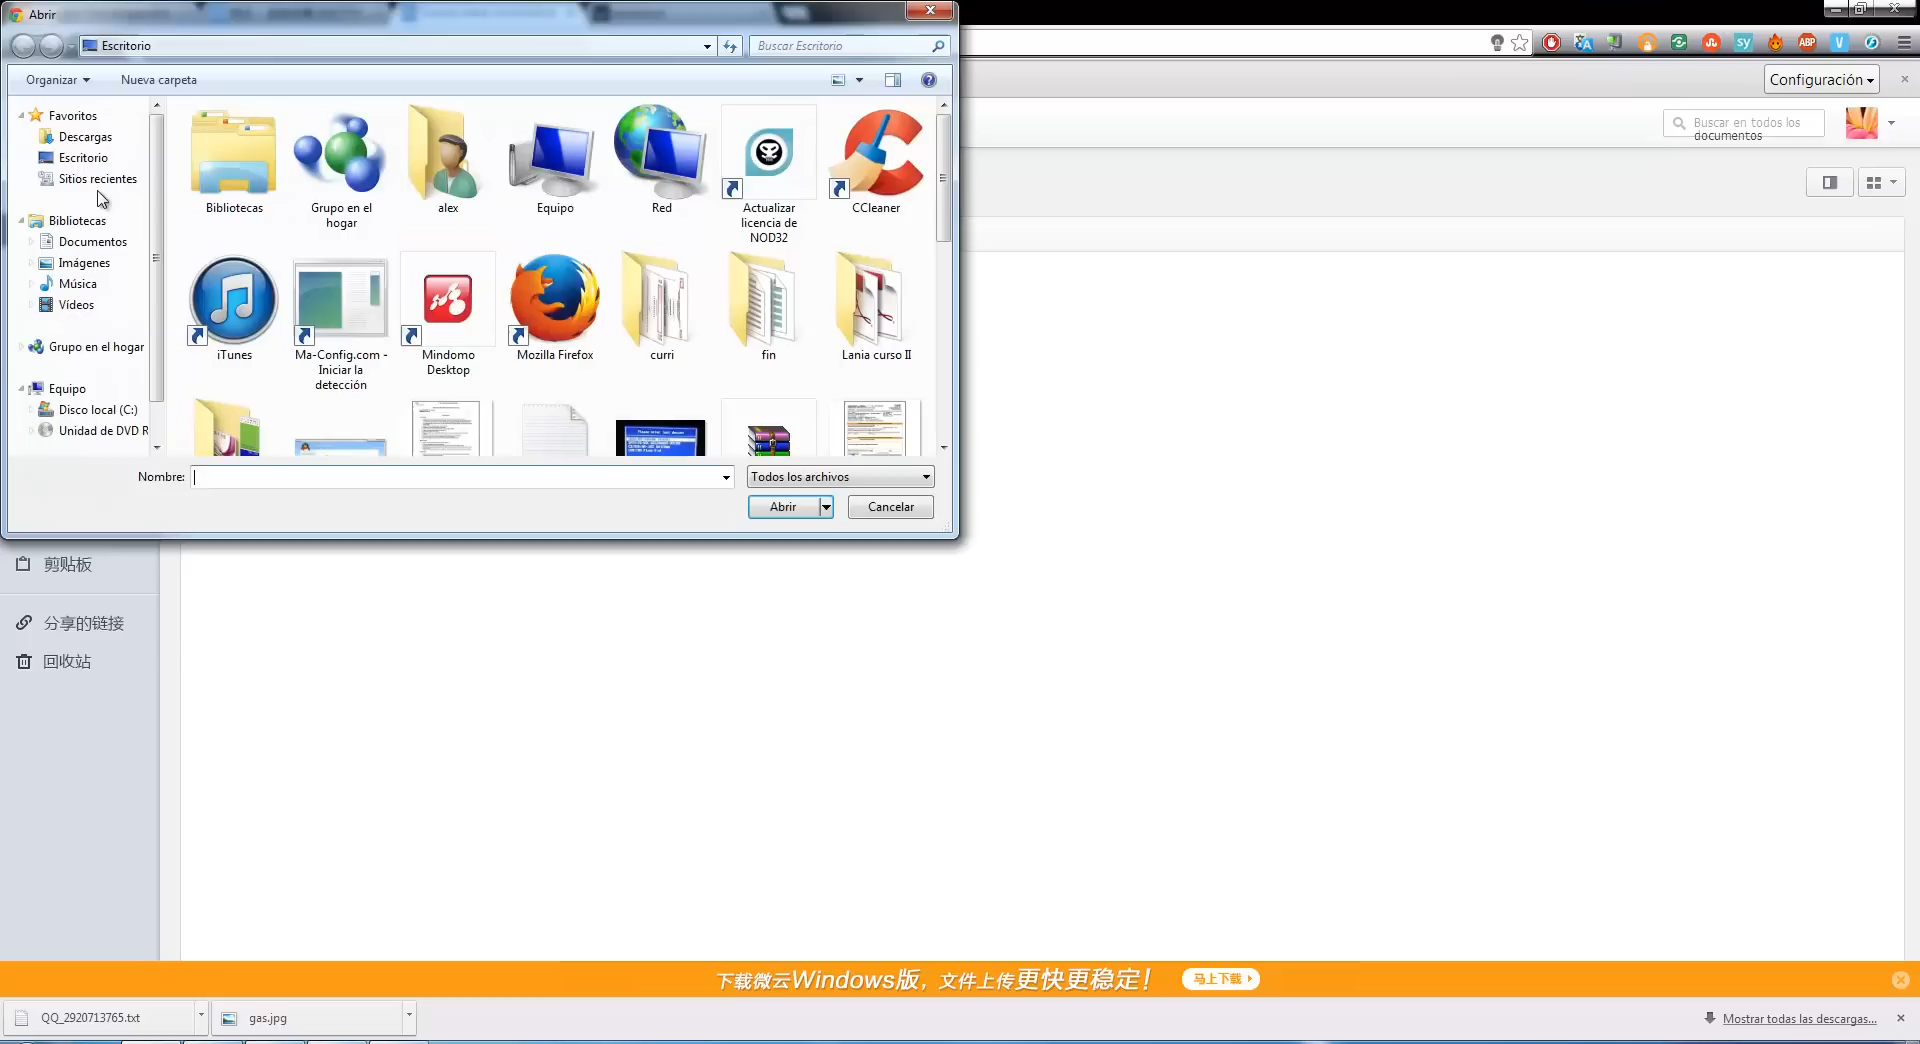 Abrir
Escritorio
Buscar Escritorio
Configuración
Organizar
Nueva carpeta
Buscar en todos los
documentos
Favoritos
Descargas
Escritorio
Sitios recientes
Bibliotecas
Documentos
Imágenes
Música
Vídeos
Grupo en el hogar
Equipo
Disco local (C:)
Unidad de DVD R
Bibliotecas
Grupo en el
hogar
alex
Equipo
Red
Actualizar
licencia de
NOD32
CCleaner
iTunes
Ma-Config.com -
Iniciar la
detección
Mindomo
Desktop
Mozilla Firefox
curri
fin
Lania curso II
Nombre:
Todos los archivos
Abrir
Cancelar
sy
ABP
V
剪贴板
分享的链接
回收站
下载微云Windows版，文件上传更快更稳定！
马上下载
QQ_2920713765.txt
gas.jpg
Mostrar todas las descargas...